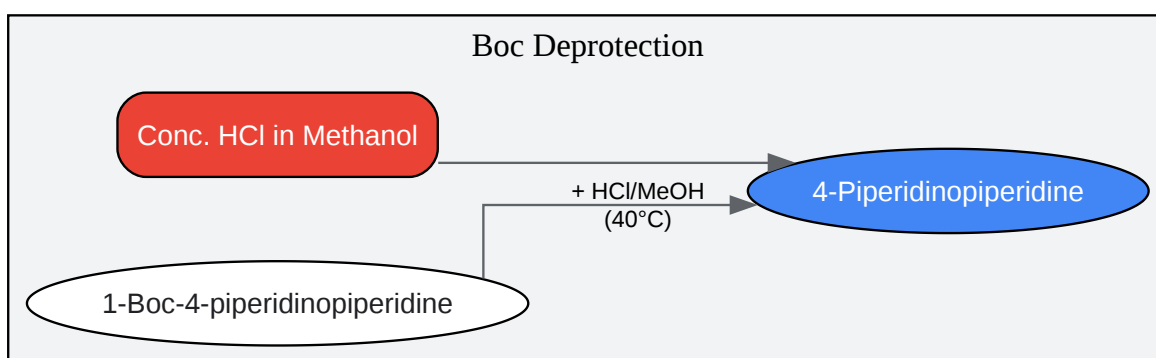 Boc Deprotection
Conc. HCl in Methanol
+ HCl/MeOH
(40°C)
4-Piperidinopiperidine
1-Boc-4-piperidinopiperidine